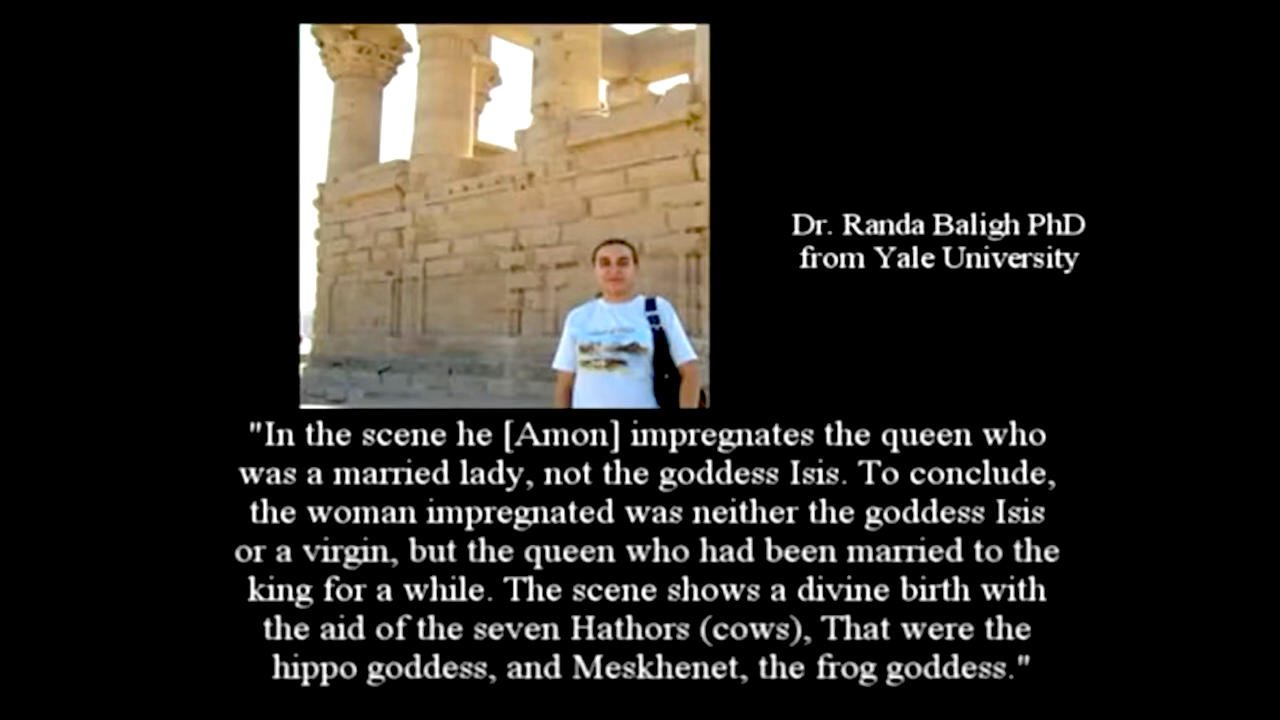 Dr. Randa Baligh PhD
from Yale University
"In the scene he [Amon] impregnates the queen who
was a married lady, not the goddess Isis. To conclude,
the woman impregnated was neither the goddess Isis
or a virgin, but the queen who had been married to the
king for a while. The scene shows a divine birth with
the aid of the seven Hathors (cows), That were the
hippo goddess, and Meskhenet, the frog goddess."